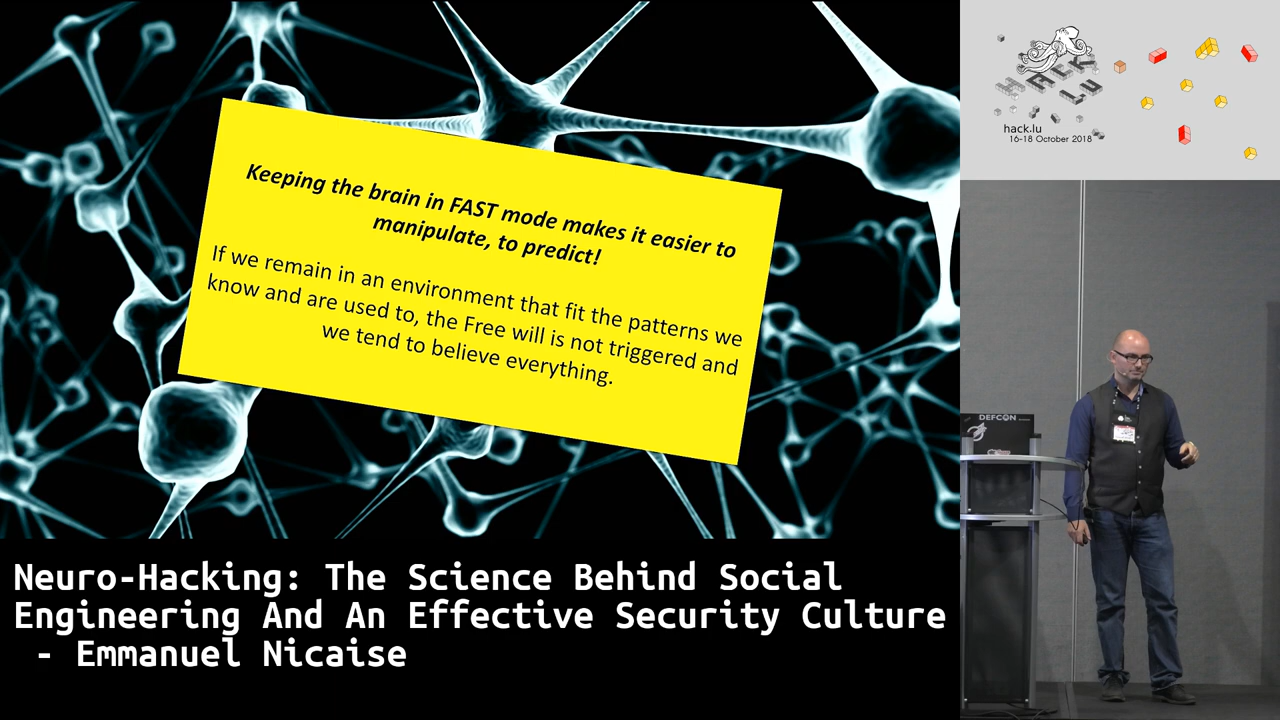 Keeping the brain in FAST mode makes it easier to
manipulate, to predict!
If we remain in an environment that fit the patterns we
know and are used to, the Free will is not triggered and
we tend to believe everything.
HACK
LU
hack.lu
16-18 October 2018
DEFCON
Neuro-Hacking: The Science Behind Social
Engineering And An Effective Security Culture
- Emmanuel Nicaise